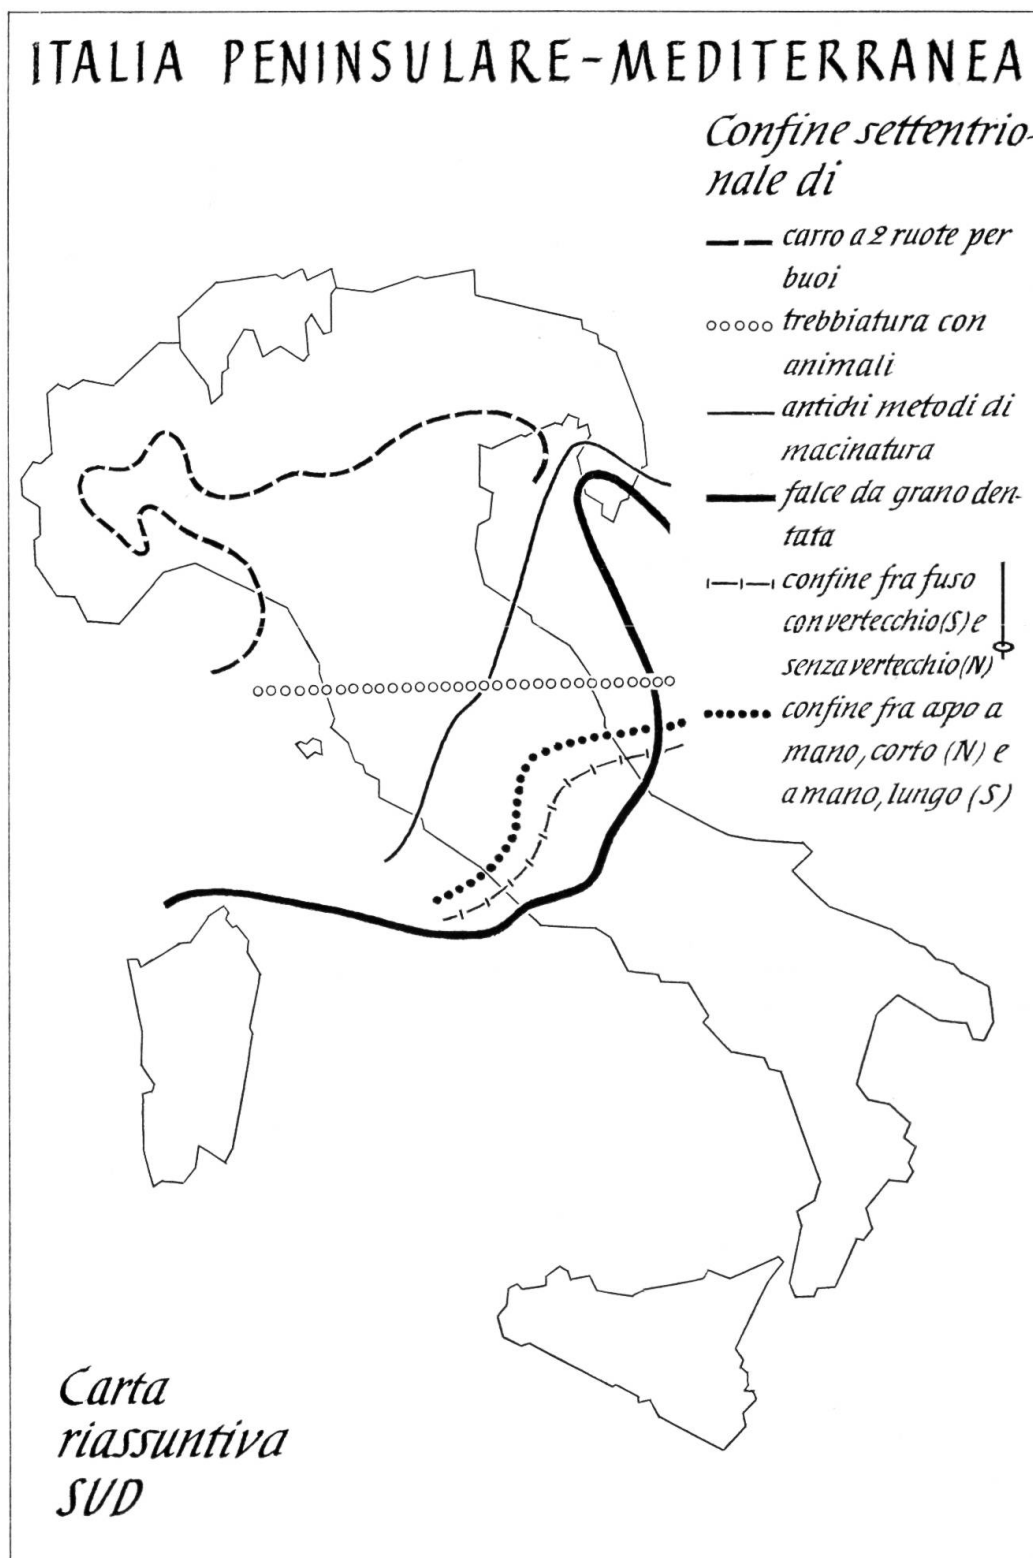 ITALIA PENINSULARE-MEDITERRANEA
Confine settentrio-
nale di
carro a 2 ruote per
buoi
trebbiatura con
animali
antichi metodi di
macinatura
falce da grano den-
tata
confine fra fuso
con vertecchio (S) e
senza vertecchio (N)
confine fra aspo a
mano, corto (N) e
a mano, lungo (S)
Carta
riassuntiva
SUD